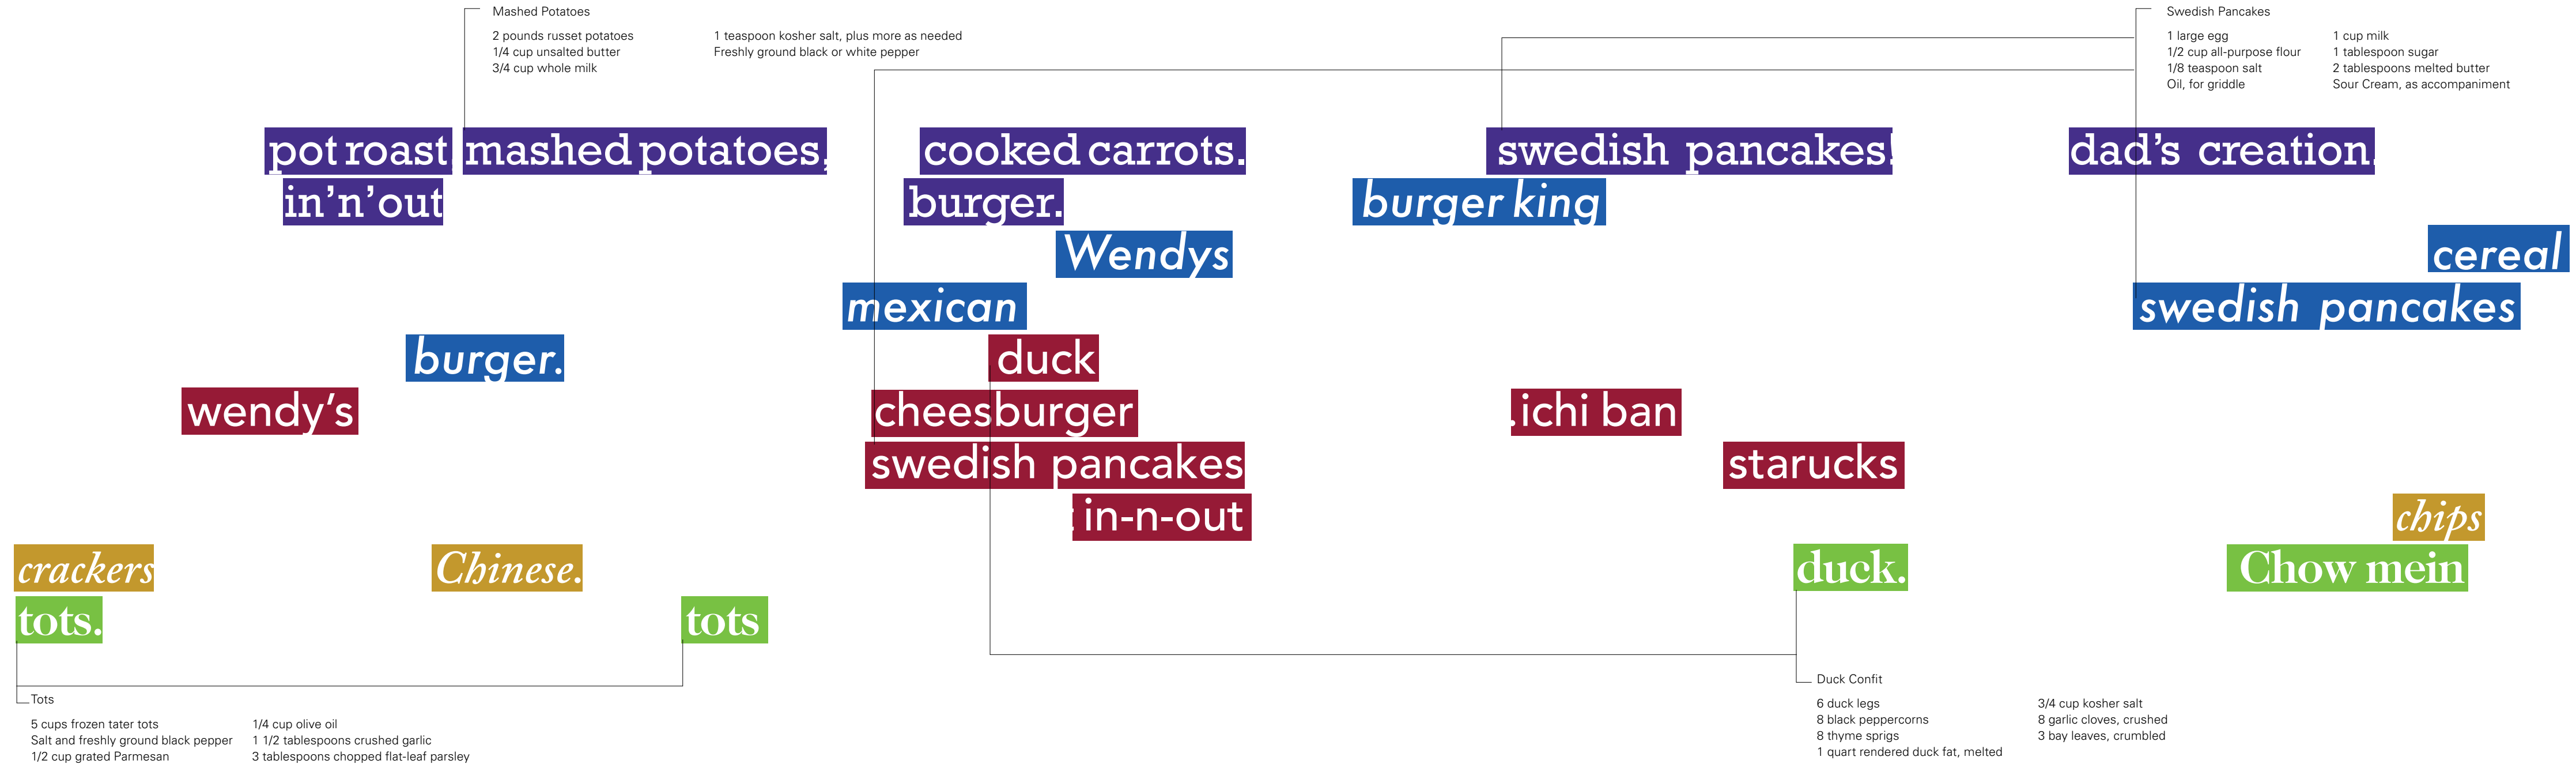 Mashed Potatoes
2 pounds russet potatoes
1/4 cup unsalted butter
3/4 cup whole milk
1 teaspoon kosher salt, plus more as needed
Freshly ground black or white pepper
Swedish Pancakes
1 large egg
1/2 cup all-purpose flour
1/8 teaspoon salt
Oil, for griddle
1 cup milk
1 tablespoon sugar
2 tablespoons melted butter
Sour Cream, as accompaniment
pot roast, mashed potatoes, cooked carrots. swedish pancakes! dad's creation.
in'n'out burger. burger king
Wendys
cereal
mexican swedish pancakes
burger. duck
wendy's cheesburger .ichi ban
swedish pancakes starucks
: in-n-out chips
crackers Chinese. duck. Chow mein
tots. tots
Tots
5 cups frozen tater tots
Salt and freshly ground black pepper
1/2 cup grated Parmesan
1/4 cup olive oil
1 1/2 tablespoons crushed garlic
3 tablespoons chopped flat-leaf parsley
Duck Confit
6 duck legs
8 black peppercorns
8 thyme sprigs
1 quart rendered duck fat, melted
3/4 cup kosher salt
8 garlic cloves, crushed
3 bay leaves, crumbled